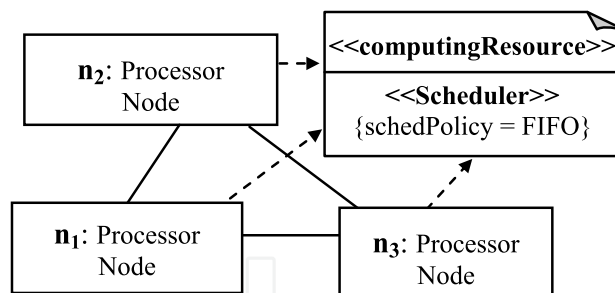 n2: Processor
Node
<<computingResource>>
<<Scheduler>>
{schedPolicy = FIFO}
n1: Processor
Node
n3: Processor
Node